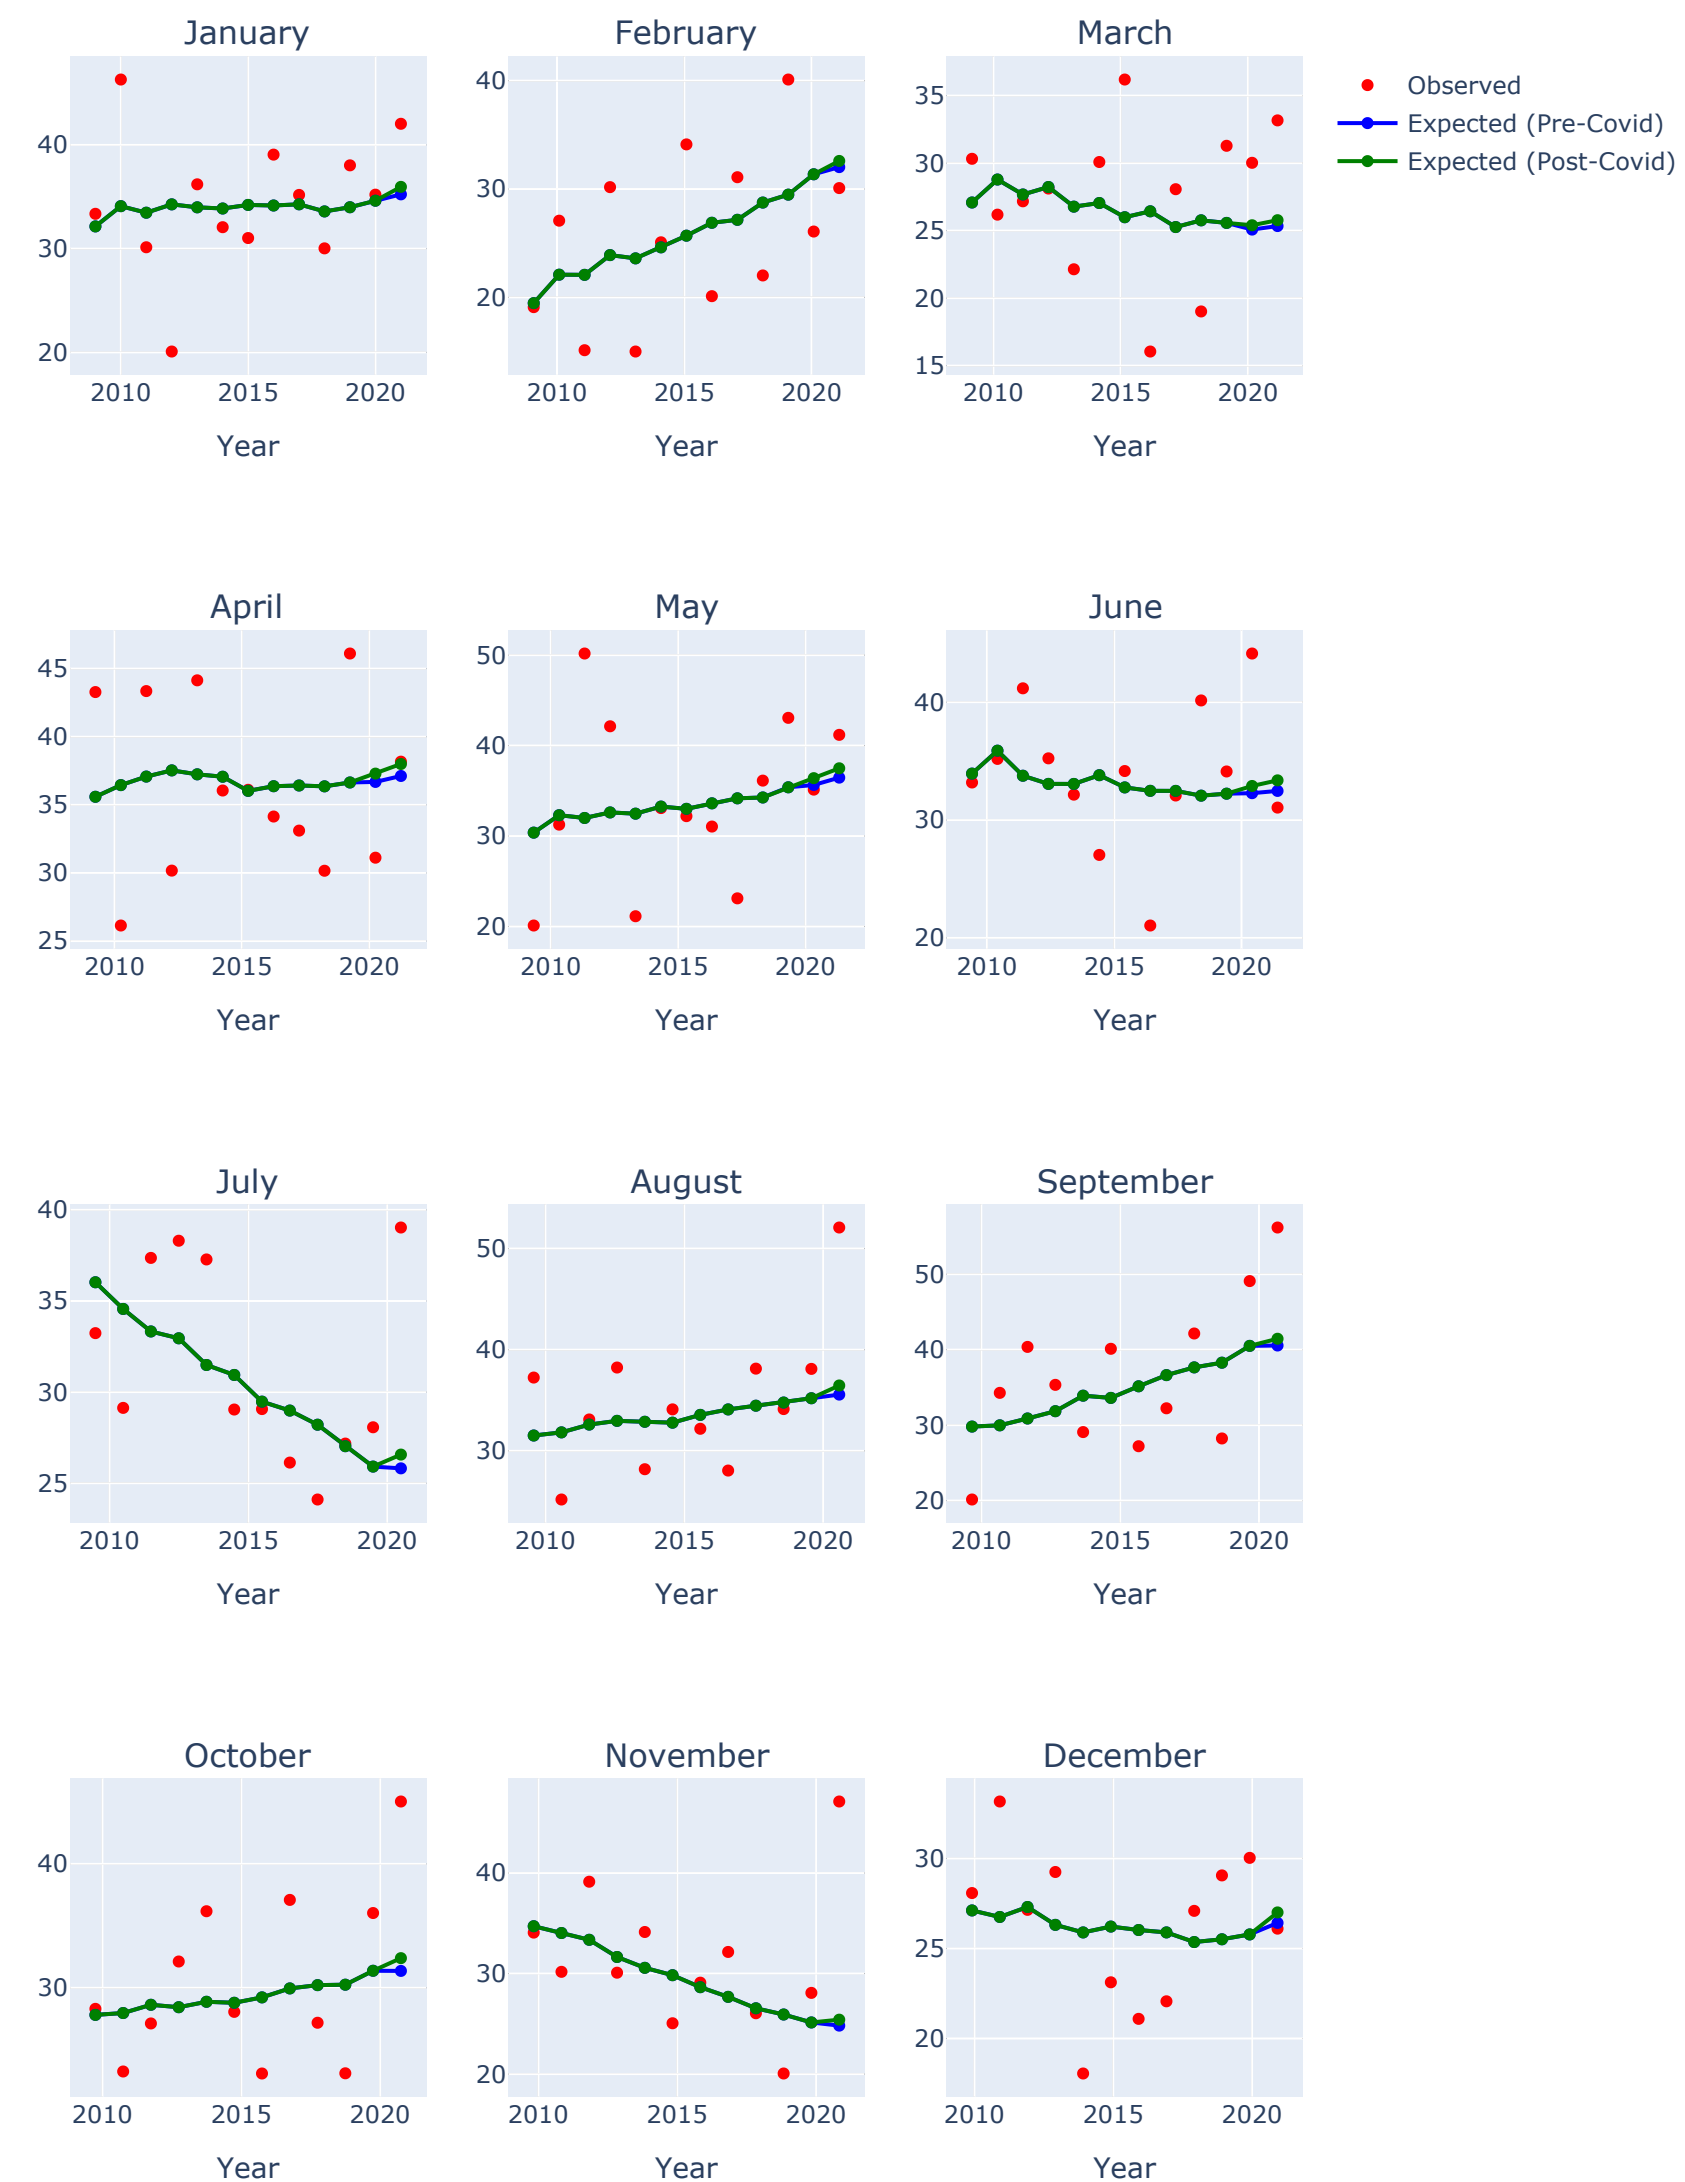 January
February
March
40
30
20
2010 2015 2020
Year
40
30
20
2010 2015 2020
Year
35
30
25
20
15
2010 2015 2020
Year
Observed
Expected (Pre-Covid)
Expected (Post-Covid)
April
May
June
45
40
35
30
25
2010 2015 2020
Year
50
40
30
20
2010 2015 2020
Year
40
30
20
2010 2015 2020
Year
July
August
September
40
35
30
25
2010 2015 2020
Year
50
40
30
2010 2015 2020
Year
50
40
30
20
2010 2015 2020
Year
October
November
December
40
30
2010 2015 2020
Year
40
30
20
2010 2015 2020
Year
30
25
20
2010 2015 2020
Year